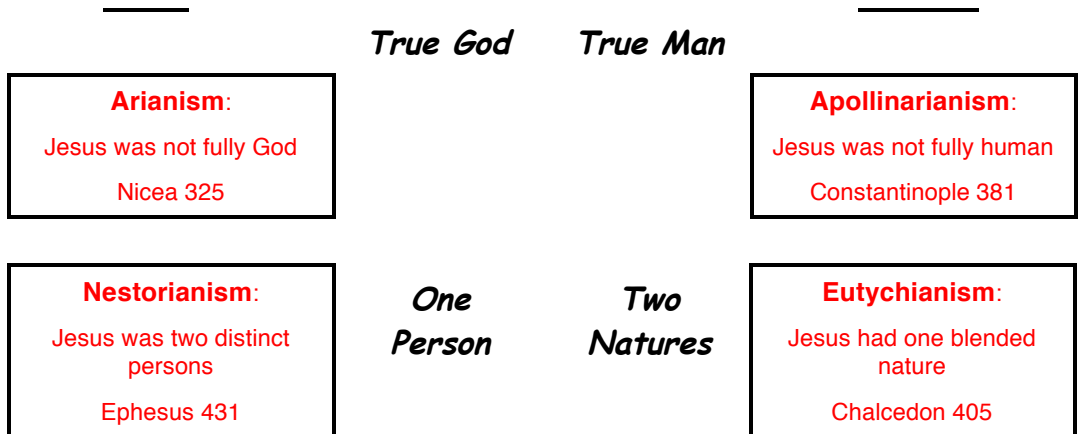 True God True Man
Arianism:
Jesus was not fully God
Nicea 325
Apollinarianism:
Jesus was not fully human
Constantinople 381
Nestorianism:
Jesus was two distinct
persons
Ephesus 431
One
Person
Two
Natures
Eutychianism:
Jesus had one blended
nature
Chalcedon 405